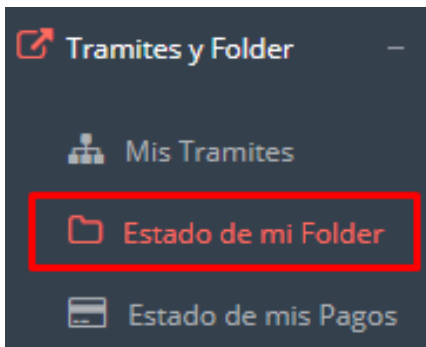 Tramites y Folder
Mis Tramites
Estado de mi Folder
Estado de mis Pagos